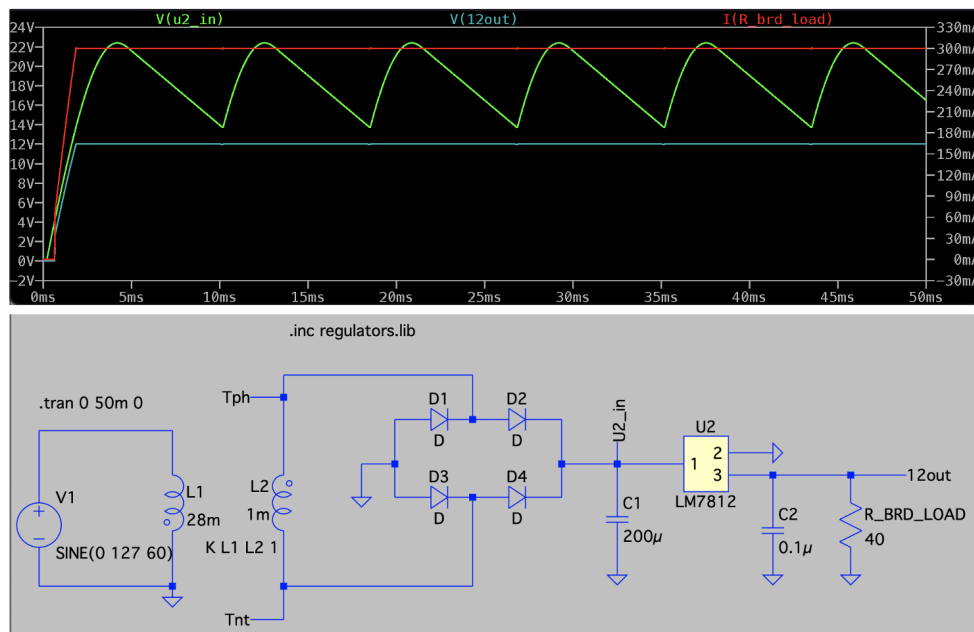 V(u2_in) V(12out) I(R_brd_load)
24V 330mA
22V 300mA
20V 270mA
18V 240mA
16V 210mA
14V 180mA
12V 150mA
10V 120mA
8V 90mA
6V 60mA
4V 30mA
2V 0mA
0V -30mA
-2V
0ms 5ms 10ms 15ms 20ms 25ms 30ms 35ms 40ms 45ms 50ms
.inc regulators.lib
.tran 0 50m 0
Tph
D1 D2
D D
V1
SINE(0 127 60)
L1
28m
L2
1m
K L1 L2 1
D3 D4
D D
U2_in
C1
200µ
U2
1 2
3
LM7812
12out
C2
0.1µ
R_BRD_LOAD
40
Tnt